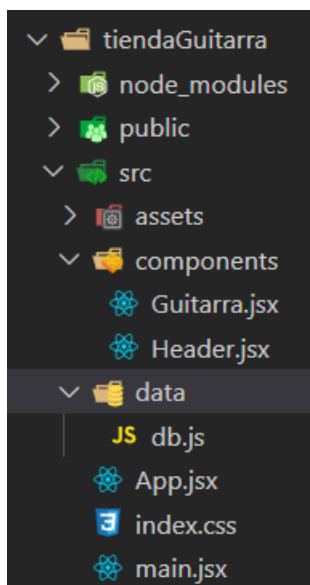 tiendaGuitarra
node_modules
public
src
assets
components
Guitarra.jsx
Header.jsx
data
JS db.js
App.jsx
index.css
main.jsx